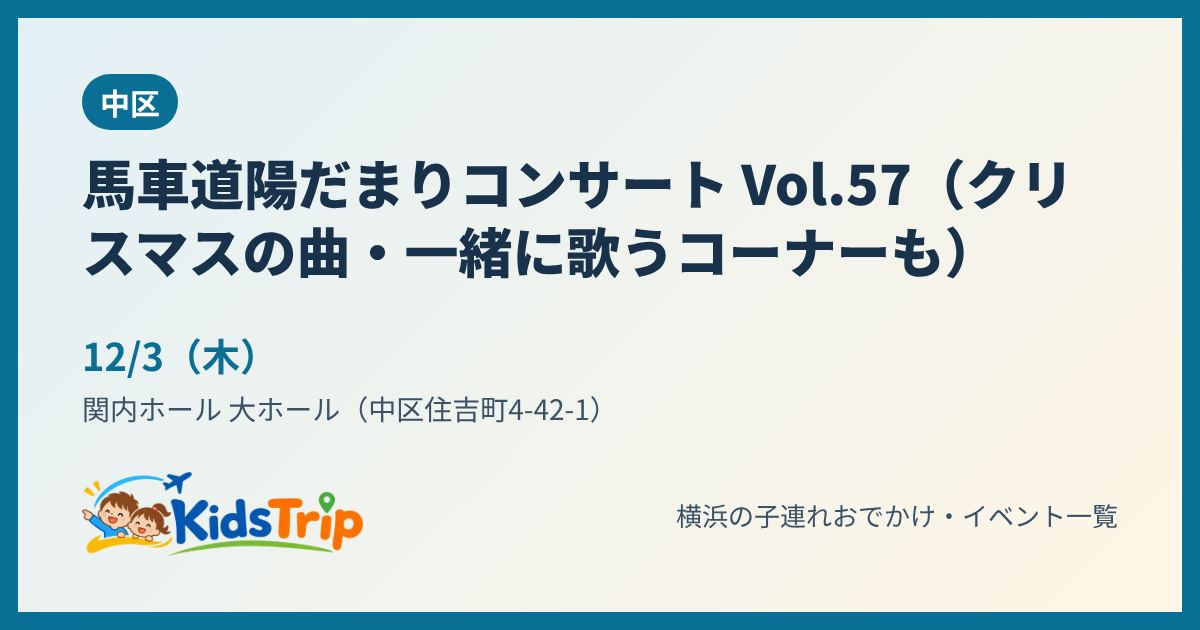 中区
馬車道陽だまりコンサート Vol.57（クリ
スマスの曲・一緒に歌うコーナーも）
12/3（木）
関内ホール 大ホール（中区住吉町4-42-1）
KidsTrip
横浜の子連れおでかけ・イベント一覧